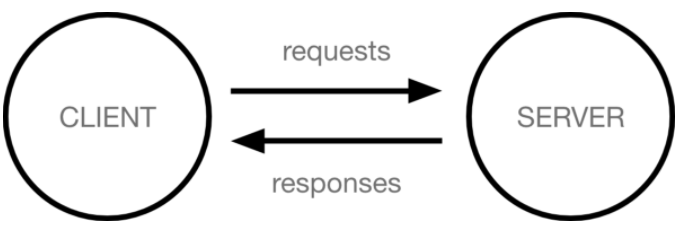 requests
CLIENT
SERVER
responses